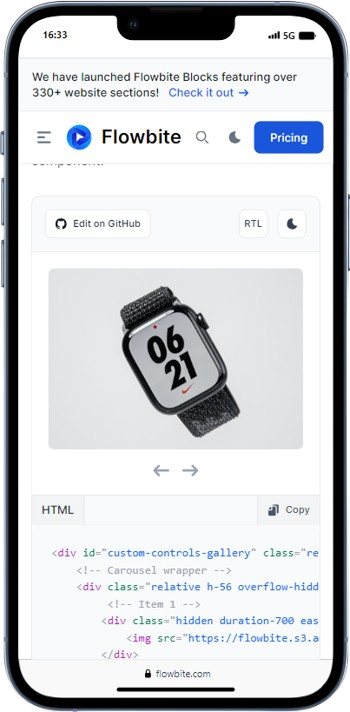 16:33
5G
We have launched Flowbite Blocks featuring over
330+ website sections! Check it out →
Flowbite
Pricing
component.
Edit on GitHub
RTL
06
21
HTML
Copy
<div id="custom-controls-gallery" class="re
<!-- Carousel wrapper -->
<div class="relative h-56 overflow-hidd
<!-- Item 1 -->
<div class="hidden duration-700 eas
<img src="https://flowbite.s3.a
</div>
flowbite.com